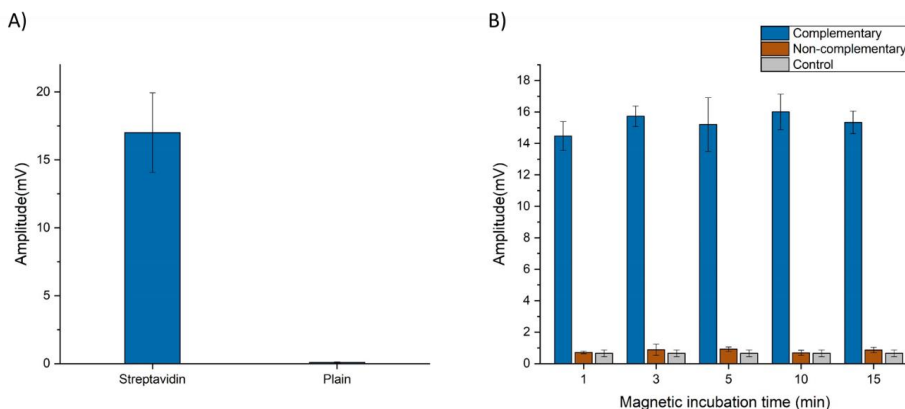 A)
Amplitude(mV)
20
15
10
5
0
Streptavidin
Plain
B)
Complementary
Non-complementary
Control
Amplitude(mV)
18
16
14
12
10
8
6
4
2
0
1 3 5 10 15
Magnetic incubation time (min)